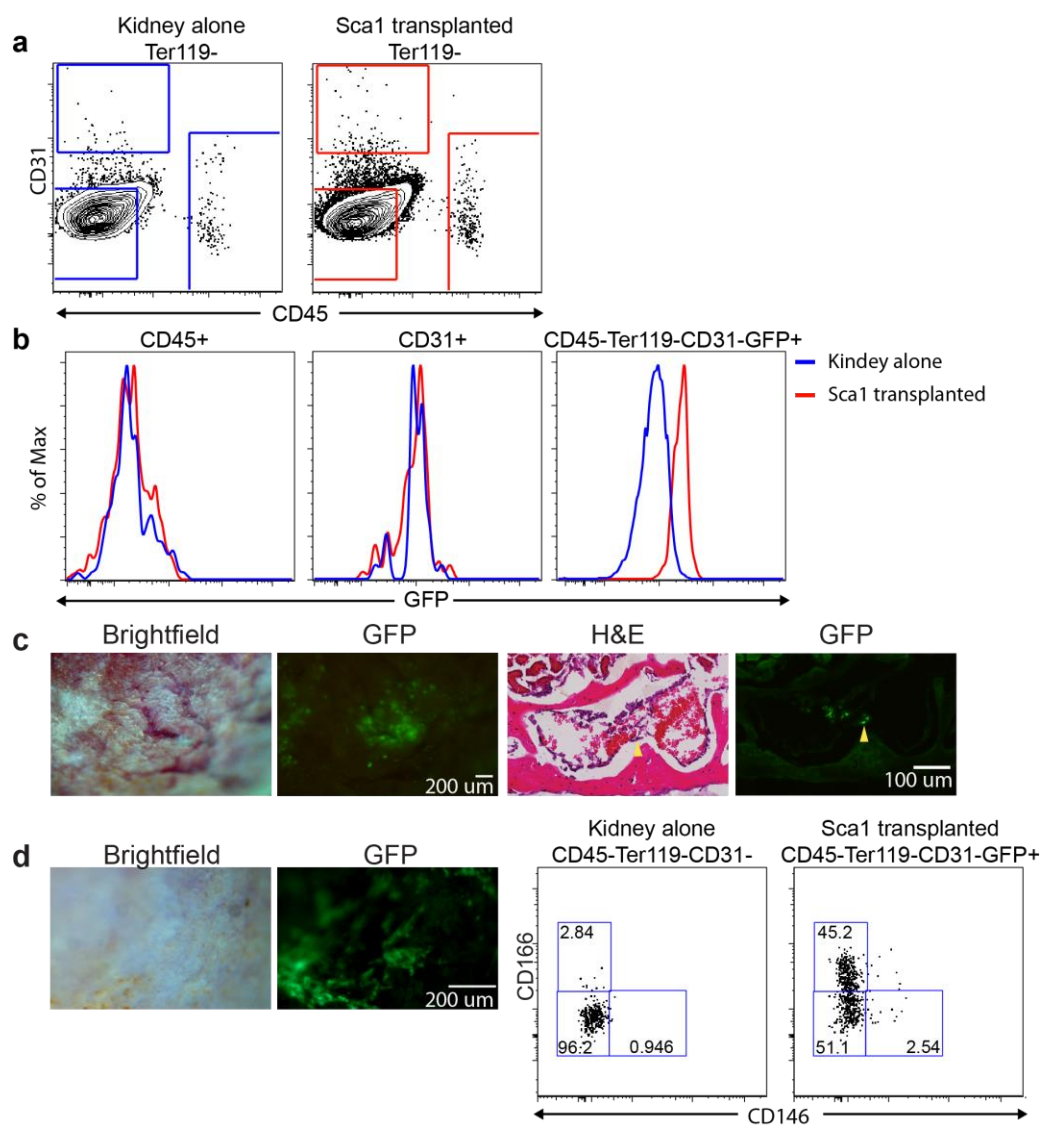 a
Kidney alone
Ter119-
Sca1 transplanted
Ter119-
CD31
CD45
b
CD45+
CD31+
CD45-Ter119-CD31-GFP+
Kindey alone
Sca1 transplanted
% of Max
GFP
c
Brightfield
GFP
H&E
GFP
200 um
100 um
d
Brightfield
GFP
200 um
Kidney alone
CD45-Ter119-CD31-
Sca1 transplanted
CD45-Ter119-CD31-GFP+
CD166
2.84
96.2
0.946
45.2
51.1
2.54
CD146